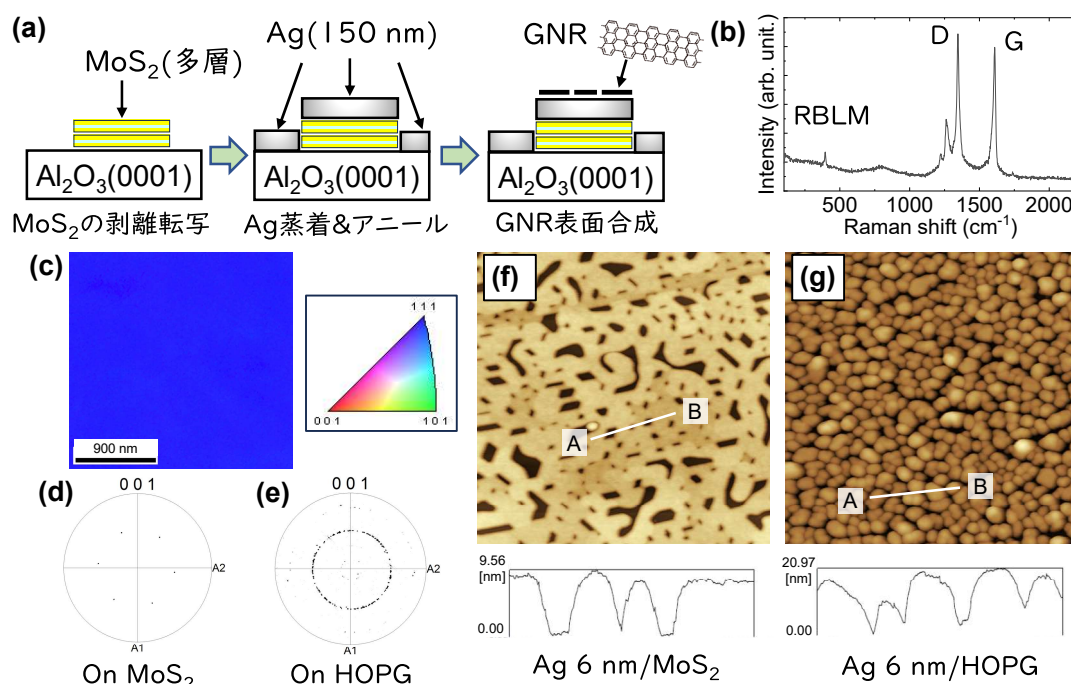 (a)
MoS₂(多層)
Al₂O₃(0001)
MoS₂の剥離転写
Ag(150 nm)
Al₂O₃(0001)
Ag蒸着&アニール
GNR
Al₂O₃(0001)
GNR表面合成
(b)
Intensity (arb. unit.)
RBLM
D
G
500
1000
1500
2000
Raman shift (cm⁻¹)
(c)
900 nm
1 1 1
0 0 1
1 0 1
(d)
0 0 1
A2
A1
On MoS₂
(e)
0 0 1
A2
A1
On HOPG
(f)
A
B
9.56
[nm]
0.00
Ag 6 nm/MoS₂
(g)
A
B
20.97
[nm]
0.00
Ag 6 nm/HOPG